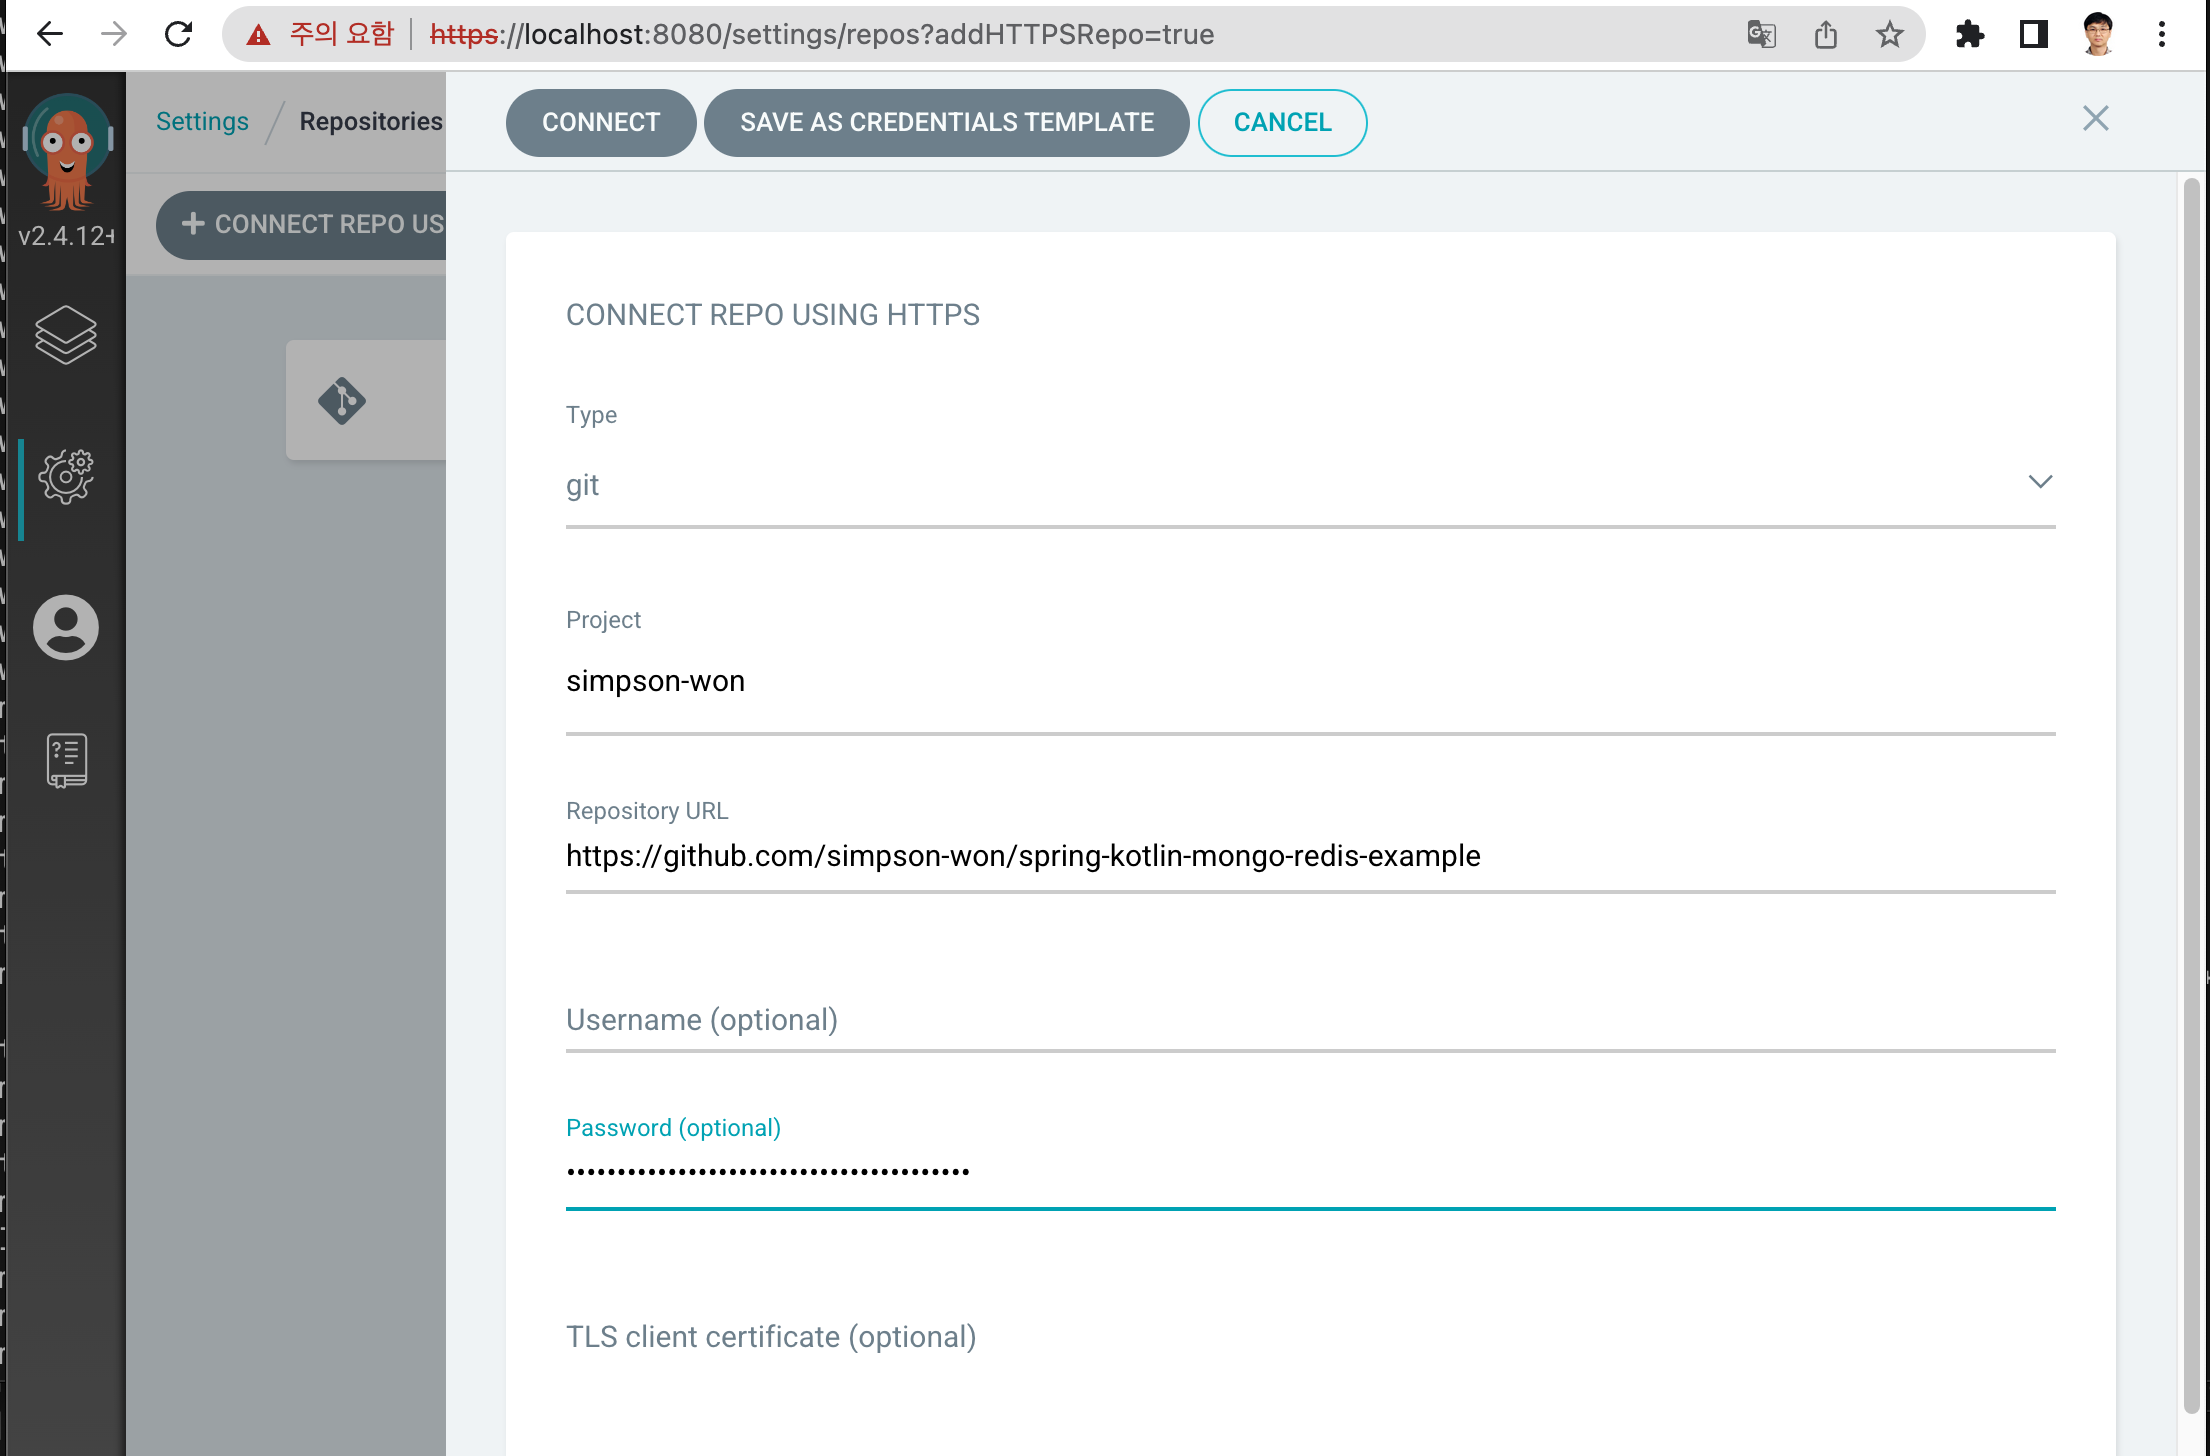 주의 요함 https://localhost:8080/settings/repos?addHTTPSRepo=true
Settings / Repositories
CONNECT SAVE AS CREDENTIALS TEMPLATE CANCEL
v2.4.12+
+ CONNECT REPO US
CONNECT REPO USING HTTPS
Type
git
Project
simpson-won
Repository URL
https://github.com/simpson-won/spring-kotlin-mongo-redis-example
Username (optional)
Password (optional)
••••••••••••••••••••••••••••••••••••••••
TLS client certificate (optional)